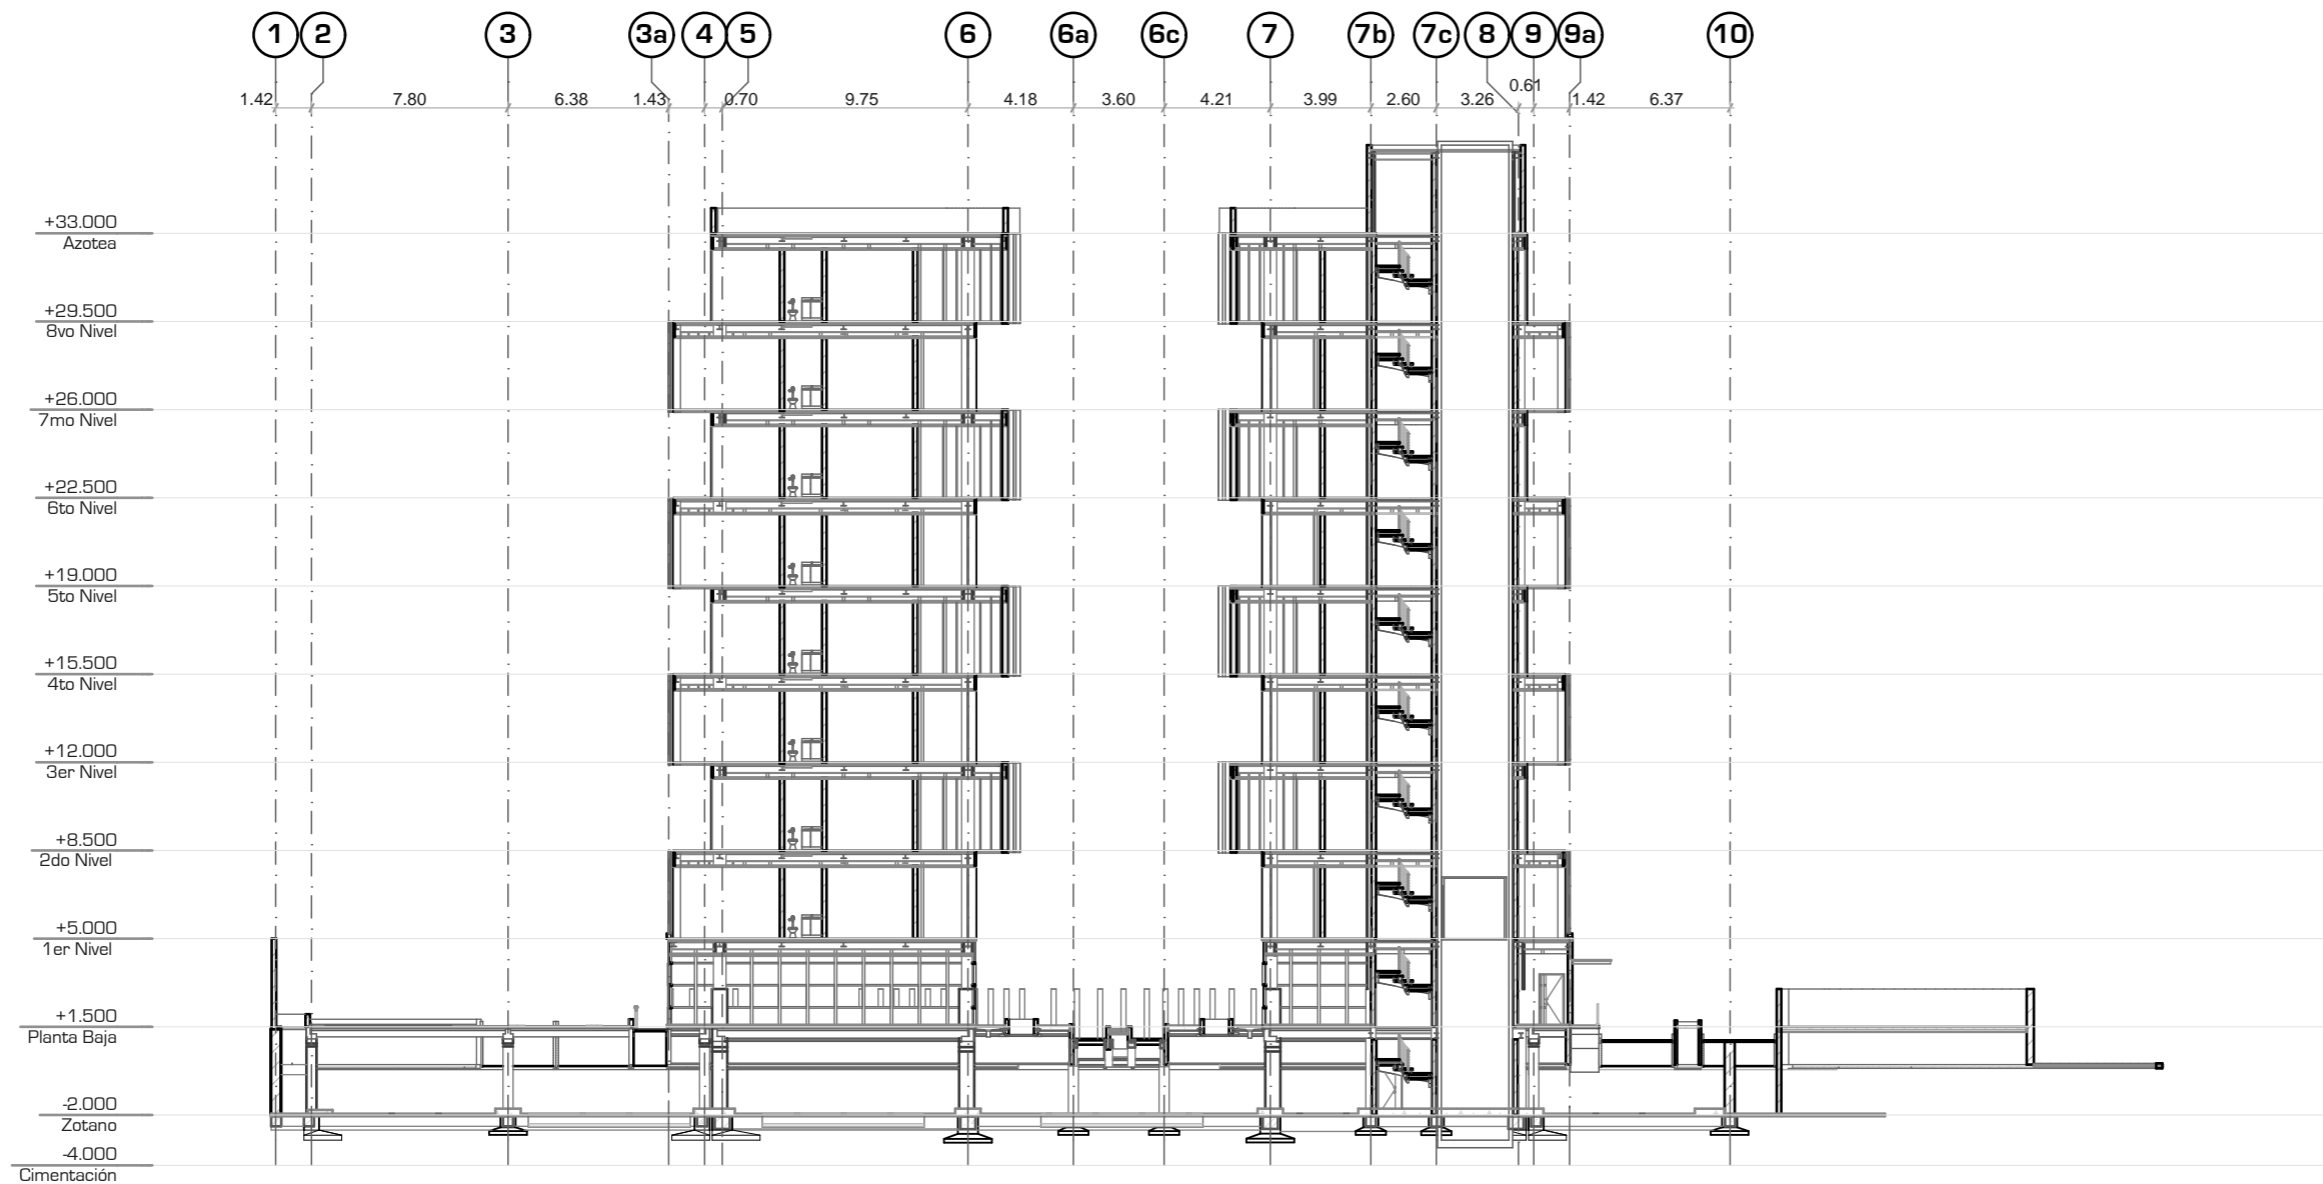 1 2 3 3a 4 5 6 6a 6c 7 7b 7c 8 9 9a 10
1.42 7.80 6.38 1.43 0.70 9.75 4.18 3.60 4.21 3.99 2.60 3.26 0.61 1.42 6.37
+33.000
Azotea
+29.500
8vo Nivel
+26.000
7mo Nivel
+22.500
6to Nivel
+19.000
5to Nivel
+15.500
4to Nivel
+12.000
3er Nivel
+8.500
2do Nivel
+5.000
1er Nivel
+1.500
Planta Baja
-2.000
Zotano
-4.000
Cimentación